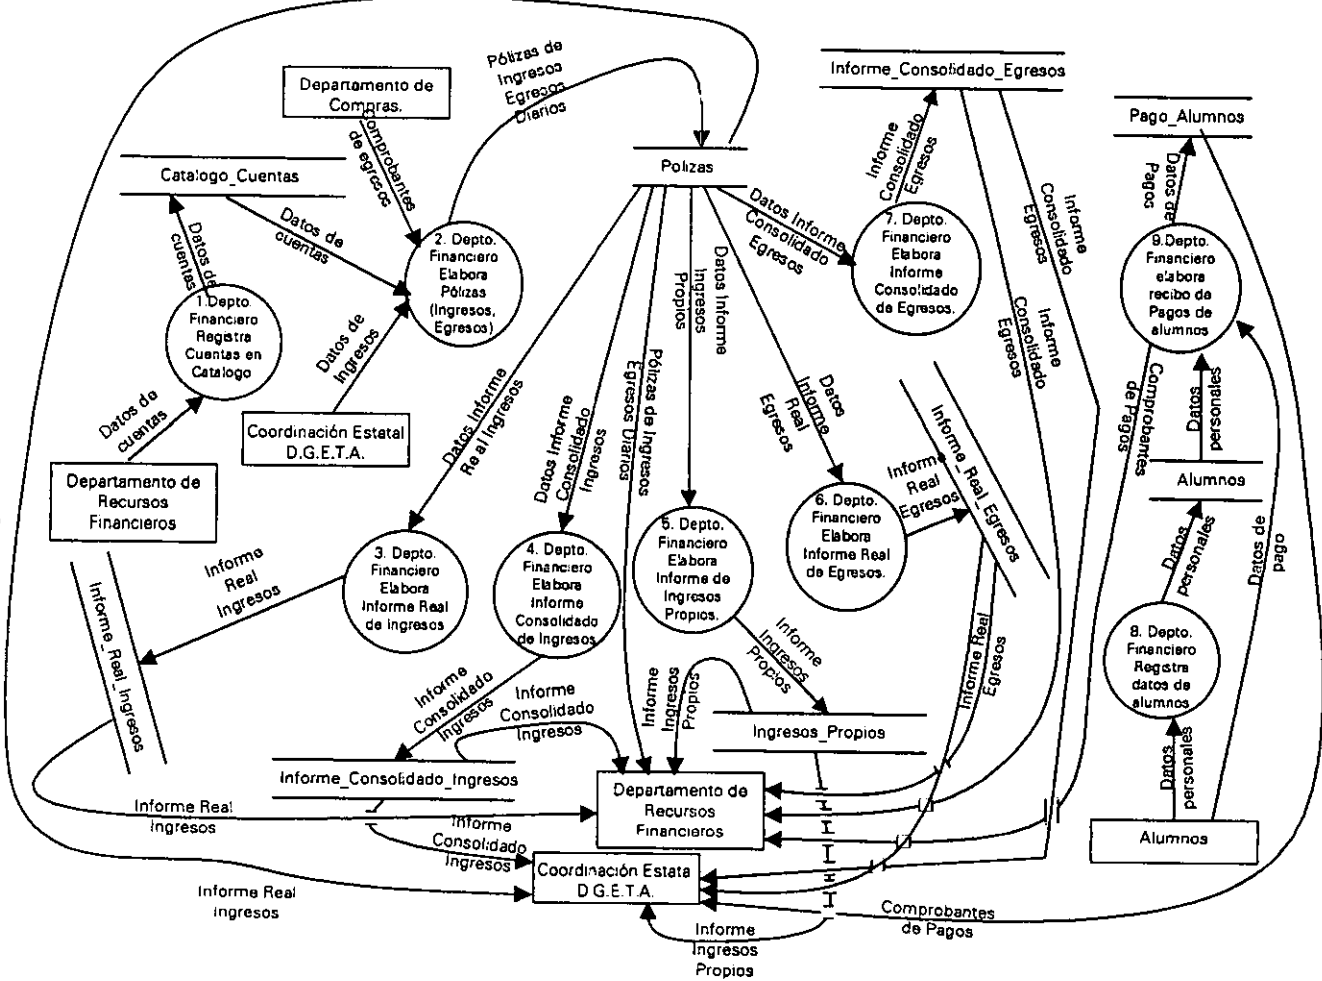 Pólizas de
Ingresos
Egresos
Diarios
Informe_Consolidado_Egresos
Departamento de
Compras.
Comprobantes
de egresos
Pago_Alumnos
Catalogo_Cuentas
Polizas
Informe
Consolidado
Egresos
Datos de
Pagos
Datos de
cuentas
Datos de
cuentas
2. Depto.
Financiero
Elabora
Pólizas
(Ingresos,
Egresos)
Datos Informe
Consolidado
Egresos
7. Depto.
Financiero
Elabora
Informe
Consolidado
de Egresos.
Informe
Consolidado
Egresos
Informe
Consolidado
Egresos
9.Depto.
Financiero
elabora
recibo de
Pagos de
alumnos
1.Depto.
Financiero
Registra
Cuentas en
Catalogo
Datos de
Ingresos
Datos Informe
Ingresos
Propios
Datos de
cuentas
Coordinación Estatal
D.G.E.T.A.
Departamento de
Recursos
Financieros
Datos Informe
Real Ingresos
Datos Informe
Consolidado
Ingresos
Pólizas de Ingresos
Egresos Diarios
Datos
Informe
Real
Egresos
Informe
Real
Egresos
Informe_Real_Egresos
Comprobantes
de Pagos
Datos
personales
Alumnos
Datos
personales
Datos de
pago
Informe
Real
Ingresos
3. Depto.
Financiero
Elabora
Informe Real
de Ingresos
4. Depto.
Financiero
Elabora
Informe
Consolidado
de Ingresos
5. Depto.
Financiero
Elabora
Informe de
Ingresos
Propios.
6. Depto.
Financiero
Elabora
Informe Real
de Egresos.
8. Depto.
Financiero
Registra
datos de
alumnos
Informe_Real_Ingresos
Informe
Consolidado
Ingresos
Informe
Consolidado
Ingresos
Informe
Ingresos
Propios
Informe
Ingresos
Propios
Informe Real
Egresos
Ingresos_Propios
Informe_Consolidado_Ingresos
Departamento de
Recursos
Financieros
Datos
personales
Alumnos
Informe Real
Ingresos
Informe
Consolidado
Ingresos
Coordinación Estata
D G.E.T.A.
Informe Real
Ingresos
Comprobantes
de Pagos
Informe
Ingresos
Propios